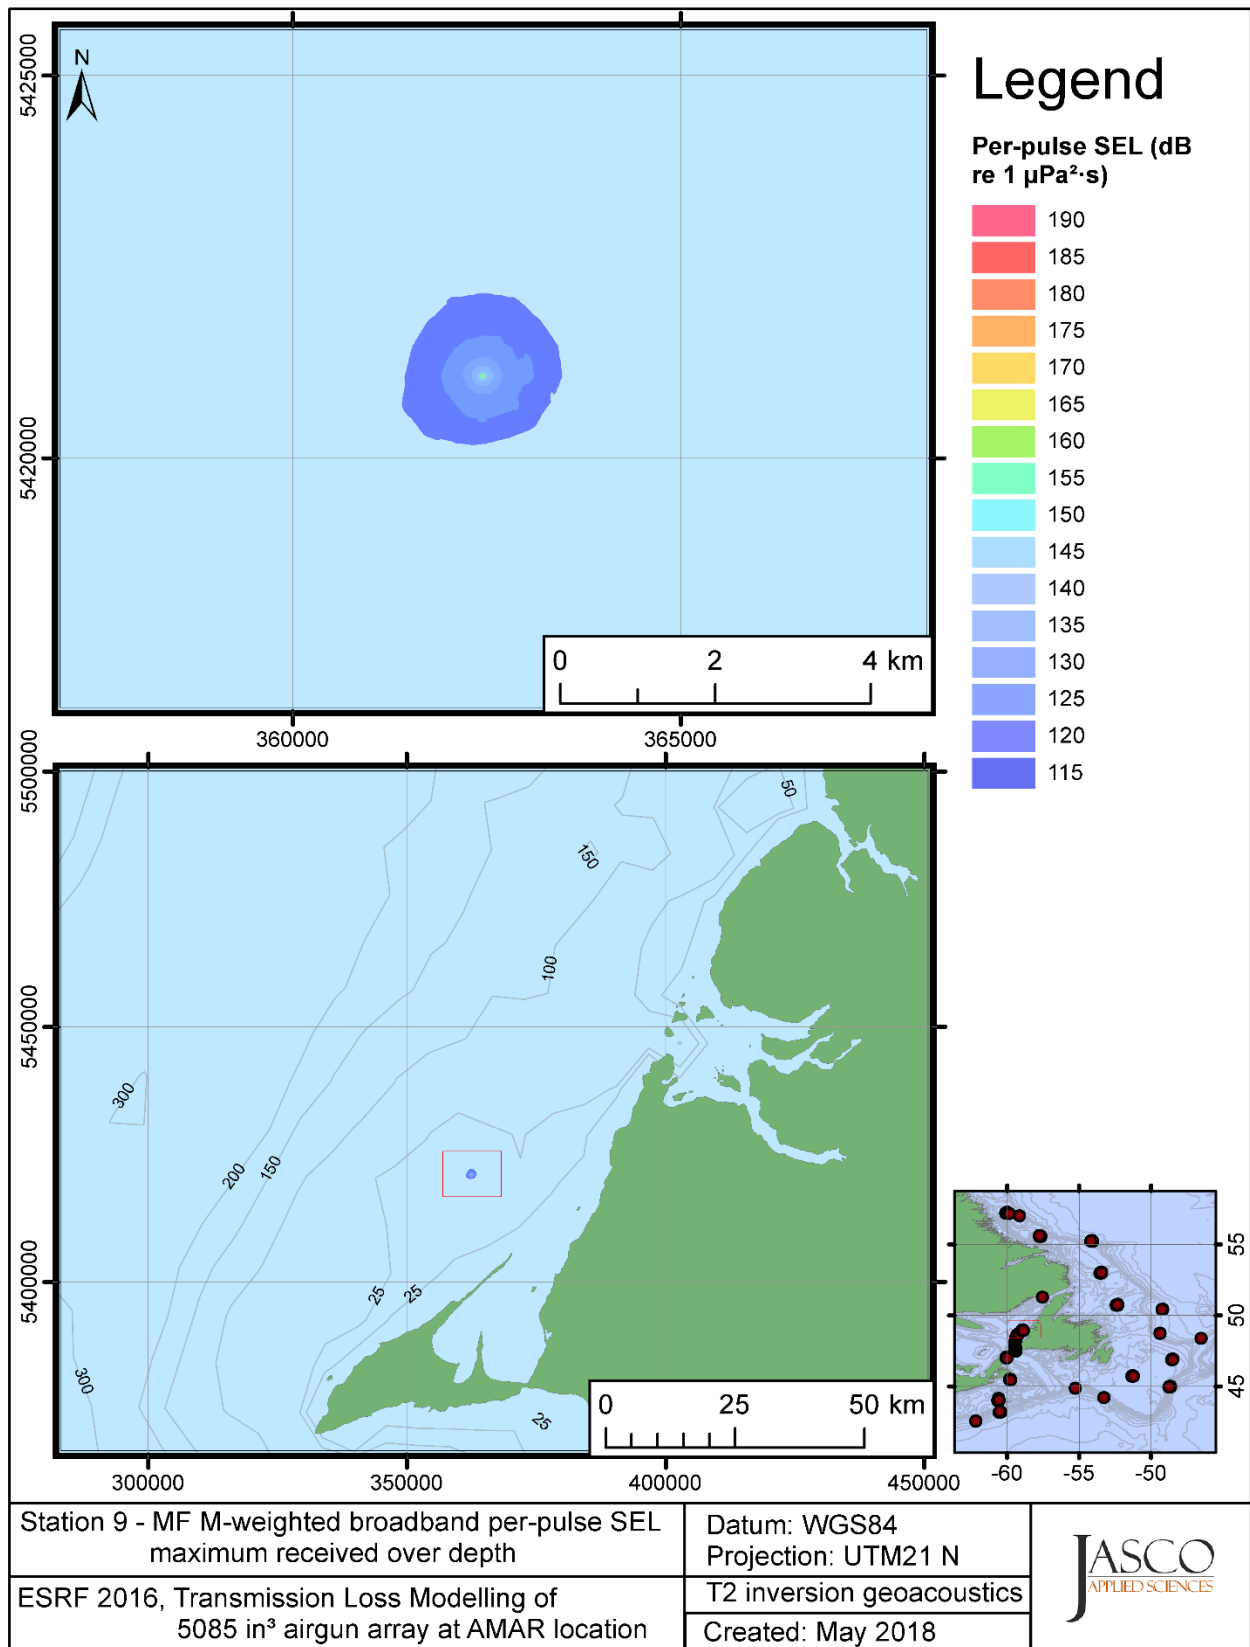 N
5425000
5420000
0 2 4 km
360000 365000
Legend
Per-pulse SEL (dB
re 1 µPa²·s)
190
185
180
175
170
165
160
155
150
145
140
135
130
125
120
115
5500000
5450000
5400000
50
150
100
300
200
150
25
25
300
25
0 25 50 km
300000 350000 400000 450000
55
50
45
-60 -55 -50
Station 9 - MF M-weighted broadband per-pulse SEL
maximum received over depth
ESRF 2016, Transmission Loss Modelling of
5085 in³ airgun array at AMAR location
Datum: WGS84
Projection: UTM21 N
T2 inversion geoacoustics
Created: May 2018
JASCO
APPLIED SCIENCES